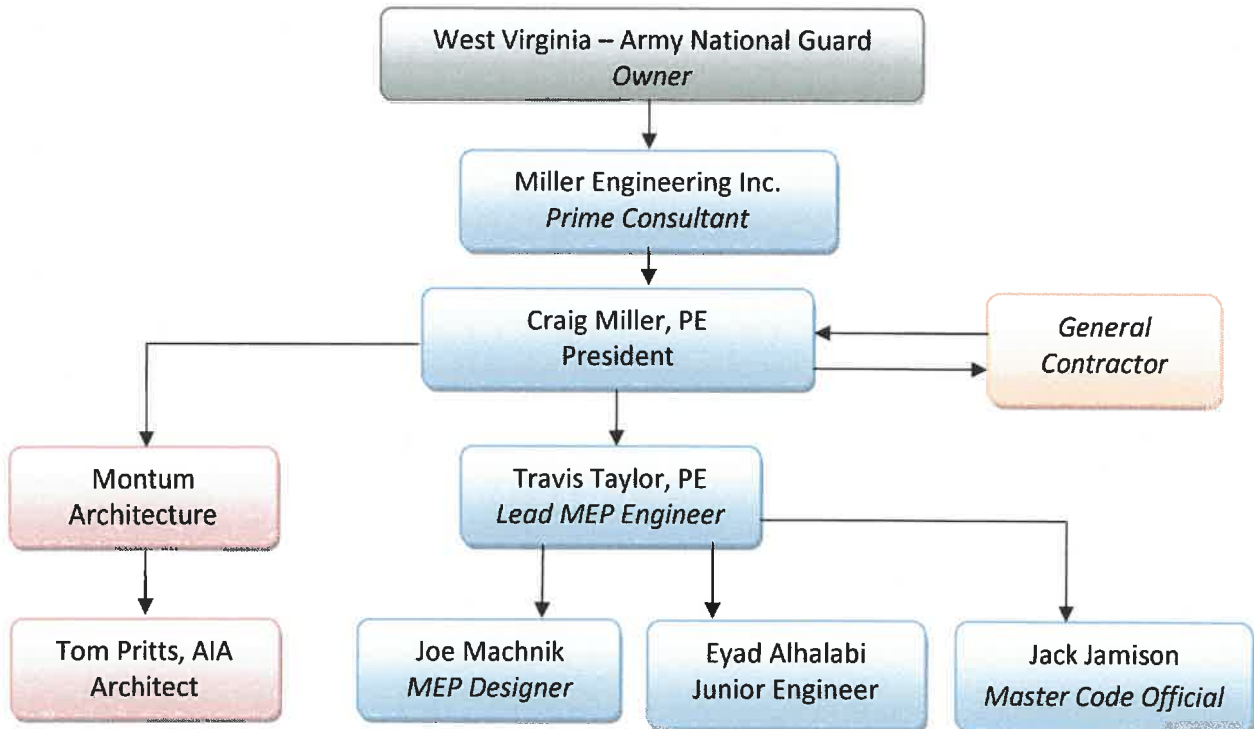 West Virginia – Army National Guard
Owner
Miller Engineering Inc.
Prime Consultant
Craig Miller, PE
President
General
Contractor
Montum
Architecture
Travis Taylor, PE
Lead MEP Engineer
Tom Pritts, AIA
Architect
Joe Machnik
MEP Designer
Eyad Alhalabi
Junior Engineer
Jack Jamison
Master Code Official